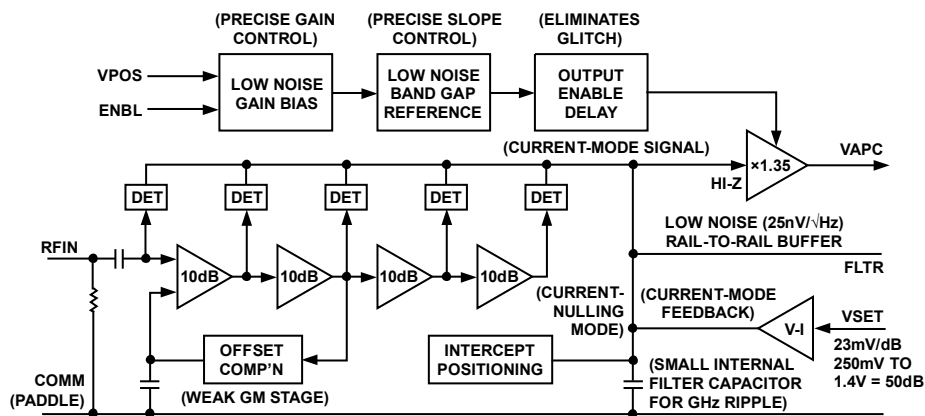 (PRECISE GAIN
CONTROL)
(PRECISE SLOPE
CONTROL)
(ELIMINATES
GLITCH)
VPOS
ENBL
LOW NOISE
GAIN BIAS
LOW NOISE
BAND GAP
REFERENCE
OUTPUT
ENABLE
DELAY
(CURRENT-MODE SIGNAL)
×1.35
HI-Z
VAPC
DET
DET
DET
DET
DET
LOW NOISE (25nV/√Hz)
RAIL-TO-RAIL BUFFER
FLTR
RFIN
10dB
10dB
10dB
10dB
(CURRENT-
NULLING
MODE)
(CURRENT-MODE
FEEDBACK)
V-I
VSET
23mV/dB
250mV TO
1.4V = 50dB
OFFSET
COMP'N
(WEAK GM STAGE)
INTERCEPT
POSITIONING
(SMALL INTERNAL
FILTER CAPACITOR
FOR GHz RIPPLE)
COMM
(PADDLE)